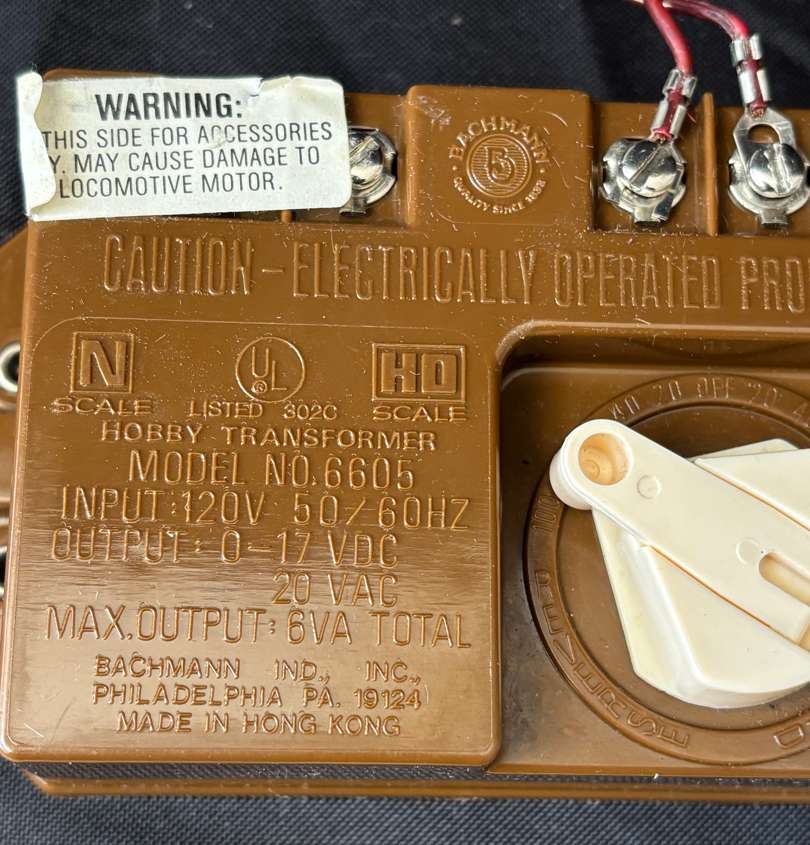 WARNING:
THIS SIDE FOR ACCESSORIES
Y. MAY CAUSE DAMAGE TO
LOCOMOTIVE MOTOR.
BACHMANN
QUALITY SINCE 1833
CAUTION-ELECTRICALLY OPERATED PRO
N
SCALE
UL
®
LISTED 302C
HO
SCALE
HOBBY TRANSFORMER
MODEL NO. 6605
INPUT: 120V 50/60HZ
OUTPUT: 0-17 VDC
20 VAC
MAX. OUTPUT: 6VA TOTAL
BACHMANN IND., INC.,
PHILADELPHIA PA. 19124
MADE IN HONG KONG
40 20 OFF 20 4
100
REVERSE